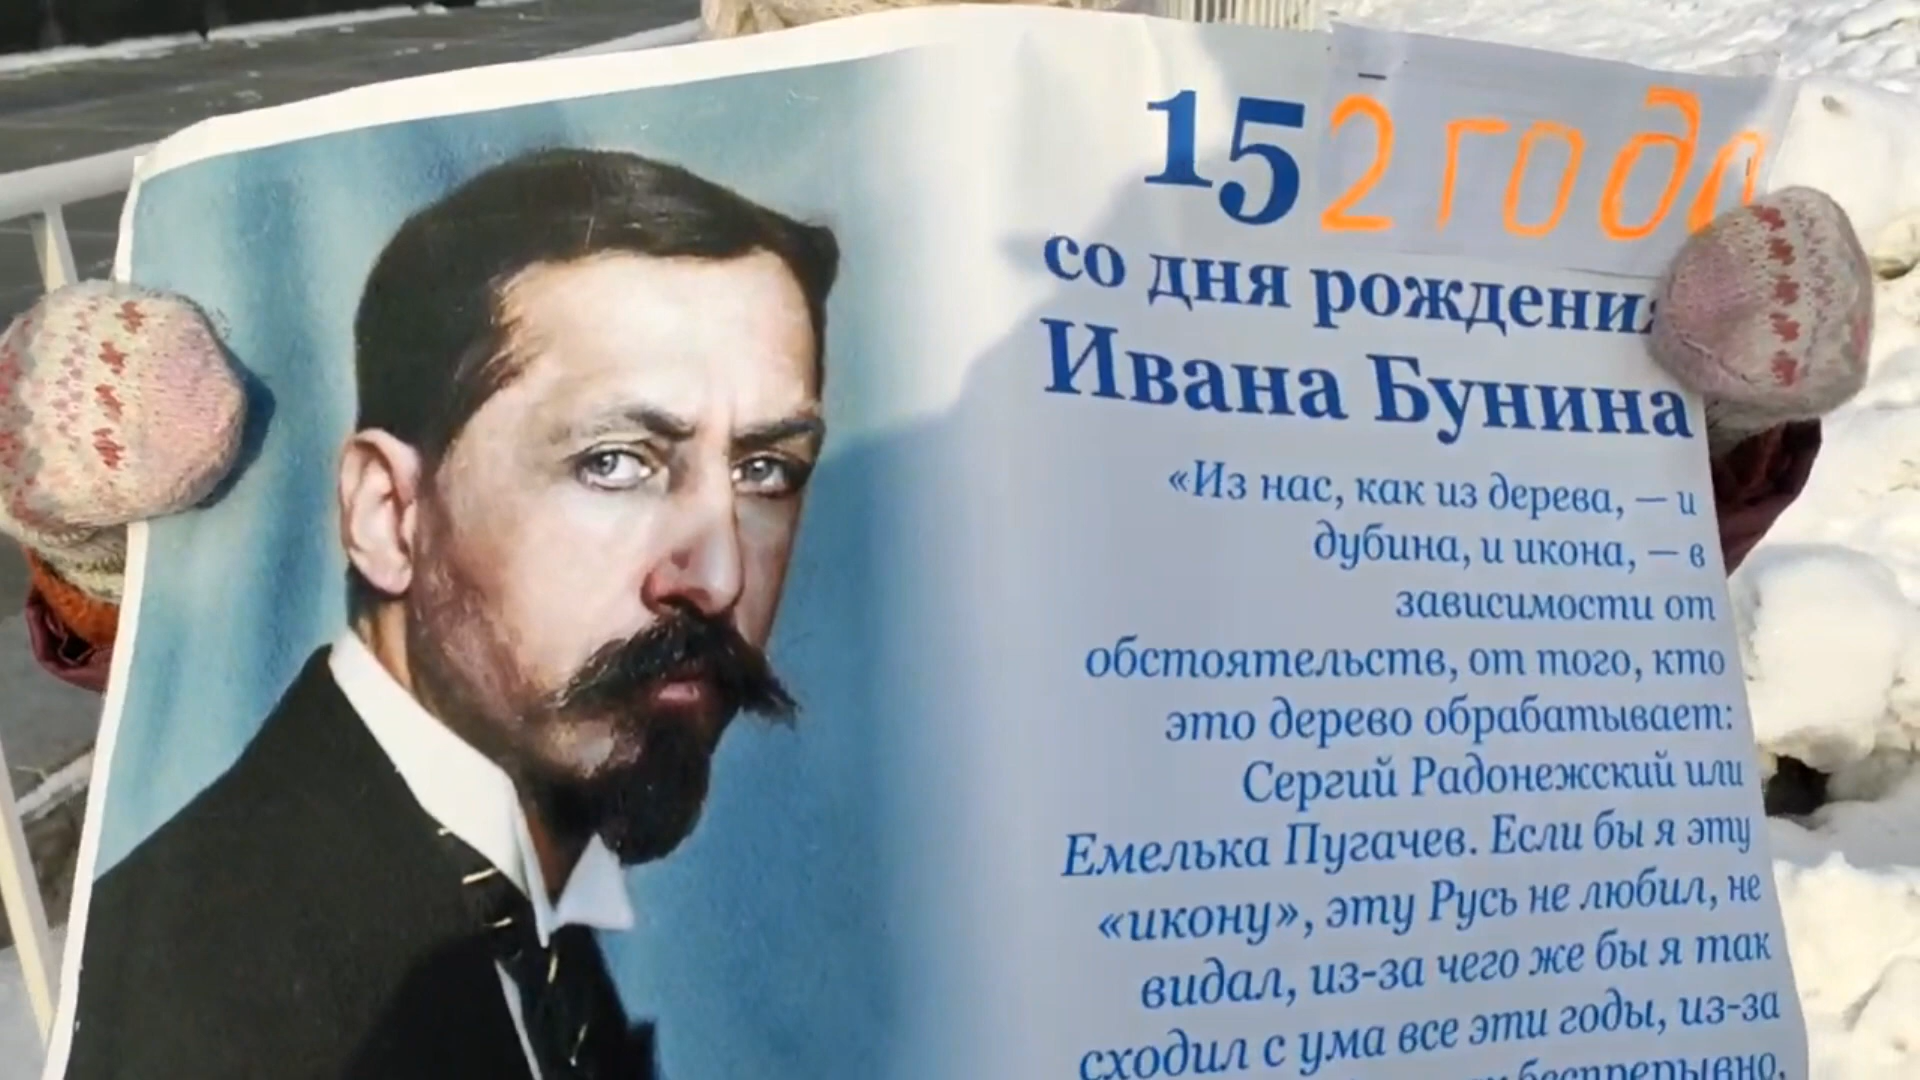 152 года
со дня рождения
Ивана Бунина
«Из нас, как из дерева, — и
дубина, и икона, — в
зависимости от
обстоятельств, от того, кто
это дерево обрабатывает:
Сергий Радонежский или
Емелька Пугачев. Если бы я эту
«икону», эту Русь не любил, не
видал, из-за чего же бы я так
сходил с ума все эти годы, из-за
беспрерывно,